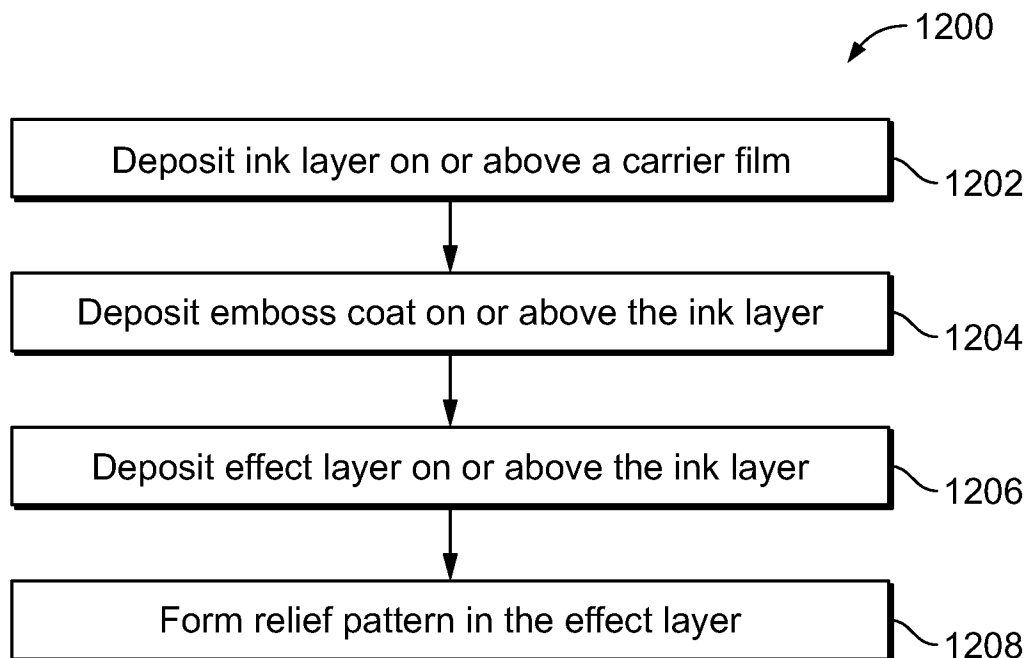 1200
Deposit ink layer on or above a carrier film
1202
Deposit emboss coat on or above the ink layer
1204
Deposit effect layer on or above the ink layer
1206
Form relief pattern in the effect layer
1208